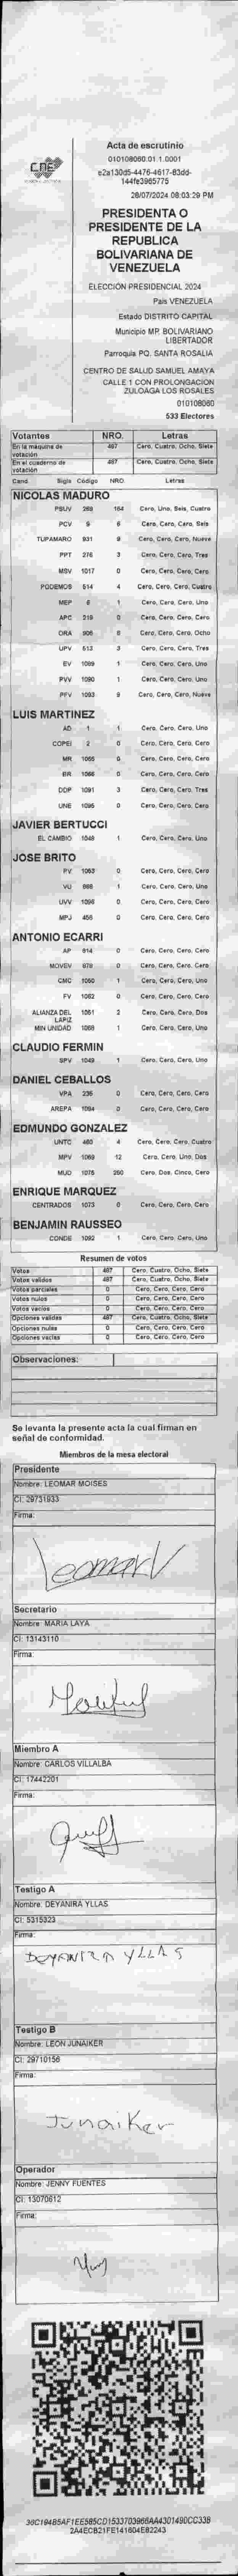 CNE
Acta de escrutinio
010108060.01.1.0001
e2a130d5-4476-4617-83dd-
144fe3965775
28/07/2024 08:03:29 PM
PRESIDENTA O
PRESIDENTE DE LA
REPUBLICA
BOLIVARIANA DE
VENEZUELA
ELECCIÓN PRESIDENCIAL 2024
País VENEZUELA
Estado DISTRITO CAPITAL
Municipio MP. BOLIVARIANO
LIBERTADOR
Parroquia PQ. SANTA ROSALIA
CENTRO DE SALUD SAMUEL AMAYA
CALLE 1 CON PROLONGACION
ZULOAGA LOS ROSALES
010108060
533 Electores
Votantes NRO. Letras
En la máquina de votación 487 Cero, Cuatro, Ocho, Siete
En el cuaderno de votación 487 Cero, Cuatro, Ocho, Siete
Cand. Sigla Código NRO. Letras
NICOLAS MADURO
PSUV 269 164 Cero, Uno, Seis, Cuatro
PCV 6 Cero, Cero, Cero, Seis
TUPAMARO 931 9 Cero, Cero, Cero, Nueve
PPT 276 3 Cero, Cero, Cero, Tres
MSV 1017 0 Cero, Cero, Cero, Cero
PODEMOS 514 4 Cero, Cero, Cero, Cuatro
MEP 1 Cero, Cero, Cero, Uno
APC 219 0 Cero, Cero, Cero, Cero
ORA 906 8 Cero, Cero, Cero, Ocho
UPV 513 3 Cero, Cero, Cero, Tres
EV 1089 1 Cero, Cero, Cero, Uno
PVV 1090 1 Cero, Cero, Cero, Uno
PFV 1093 9 Cero, Cero, Cero, Nueve
LUIS MARTINEZ
AD 1 1 Cero, Cero, Cero, Uno
COPEI 2 0 Cero, Cero, Cero, Cero
MR 1065 0 Cero, Cero, Cero, Cero
BR 1066 0 Cero, Cero, Cero, Cero
DDP 1091 3 Cero, Cero, Cero, Tres
UNE 1095 0 Cero, Cero, Cero, Cero
JAVIER BERTUCCI
EL CAMBIO 1048 1 Cero, Cero, Cero, Uno
JOSE BRITO
PV 1063 0 Cero, Cero, Cero, Cero
VU 888 1 Cero, Cero, Cero, Uno
UVV 1096 0 Cero, Cero, Cero, Cero
MPJ 456 0 Cero, Cero, Cero, Cero
ANTONIO ECARRI
AP 914 0 Cero, Cero, Cero, Cero
MOVEV 979 0 Cero, Cero, Cero, Cero
CMC 1050 1 Cero, Cero, Cero, Uno
FV 1062 0 Cero, Cero, Cero, Cero
ALIANZA DEL LÁPIZ 1061 2 Cero, Cero, Cero, Dos
MIN UNIDAD 1068 1 Cero, Cero, Cero, Uno
CLAUDIO FERMIN
SPV 1049 1 Cero, Cero, Cero, Uno
DANIEL CEBALLOS
VPA 235 0 Cero, Cero, Cero, Cero
AREPA 1084 0 Cero, Cero, Cero, Cero
EDMUNDO GONZALEZ
UNTC 460 4 Cero, Cero, Cero, Cuatro
MPV 1069 12 Cero, Cero, Uno, Dos
MUD 1075 250 Cero, Dos, Cinco, Cero
ENRIQUE MARQUEZ
CENTRADOS 1073 0 Cero, Cero, Cero, Cero
BENJAMIN RAUSSEO
CONDE 1092 1 Cero, Cero, Cero, Uno
Resumen de votos
Votos 487 Cero, Cuatro, Ocho, Siete
Votos validos 487 Cero, Cuatro, Ocho, Siete
Votos parciales 0 Cero, Cero, Cero, Cero
Votos nulos 0 Cero, Cero, Cero, Cero
Votos vacios 0 Cero, Cero, Cero, Cero
Opciones validas 487 Cero, Cuatro, Ocho, Siete
Opciones nulas 0 Cero, Cero, Cero, Cero
Opciones vacias 0 Cero, Cero, Cero, Cero
Observaciones:
Se levanta la presente acta la cual firman en
señal de conformidad.
Miembros de la mesa electoral
Presidente
Nombre: LEOMAR MOISES
CI: 29731933
Firma:
LeomarV
Secretario
Nombre: MARIA LAYA
CI: 13143110
Firma:
Miembro A
Nombre: CARLOS VILLALBA
CI: 17442201
Firma:
Testigo A
Nombre: DEYANIRA YLLAS
CI: 5315323
Firma:
DEYANIRA YLLAS
Testigo B
Nombre: LEON JUNAIKER
CI: 29710156
Firma:
Junaiker
Operador
Nombre: JENNY FUENTES
CI: 13070612
Firma:
2A4ECB21FE141604E82243